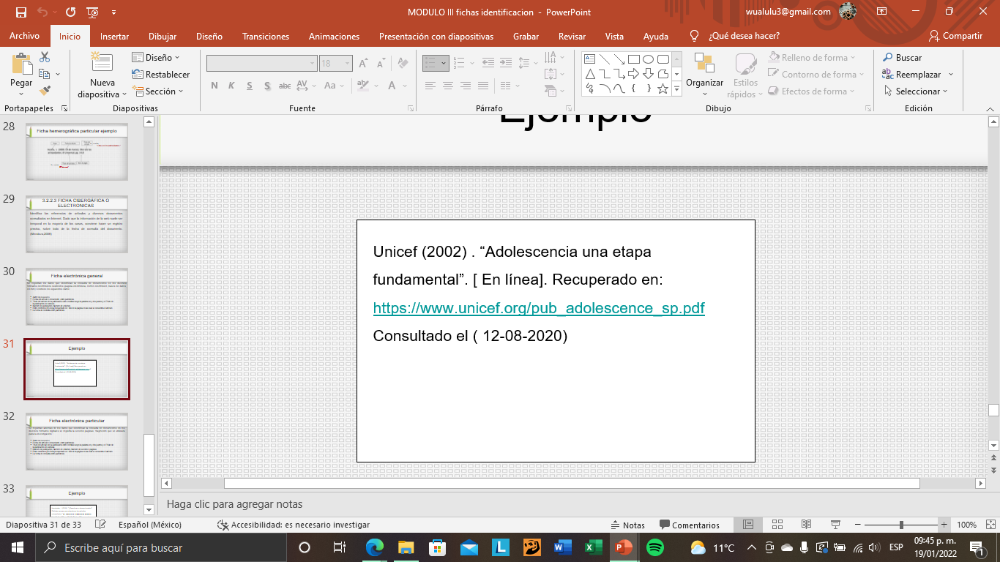 MODULO III fichas identificacion - PowerPoint
wualulu3@gmail.com
Archivo Inicio Insertar Dibujar Diseño Transiciones Animaciones Presentación con diapositivas Grabar Revisar Vista Ayuda ¿Qué desea hacer? Compartir
Pegar
Portapapeles
Nueva diapositiva
Diseño
Restablecer
Sección
Diapositivas
18
N K S S abc AV Aa A
Fuente
Párrafo
Organizar
Estilos rápidos
Relleno de forma
Contorno de forma
Efectos de forma
Dibujo
Buscar
Reemplazar
Seleccionar
Edición
28
Ficha hemerográfica particular ejemplo
29
3.2.2.3 FICHA CIBERGÁFICA O
ELECTRONICAS
30
Ficha electrónica general
31
Ejemplo
32
Ficha electrónica particular
33
Ejemplo
Ejemplo
Unicef (2002) . “Adolescencia una etapa
fundamental”. [ En línea]. Recuperado en:
https://www.unicef.org/pub_adolescence_sp.pdf
Consultado el ( 12-08-2020)
Haga clic para agregar notas
Diapositiva 31 de 33 Español (México) Accesibilidad: es necesario investigar Notas Comentarios 100%
Escribe aquí para buscar
11°C
ESP
09:45 p. m.
19/01/2022
1